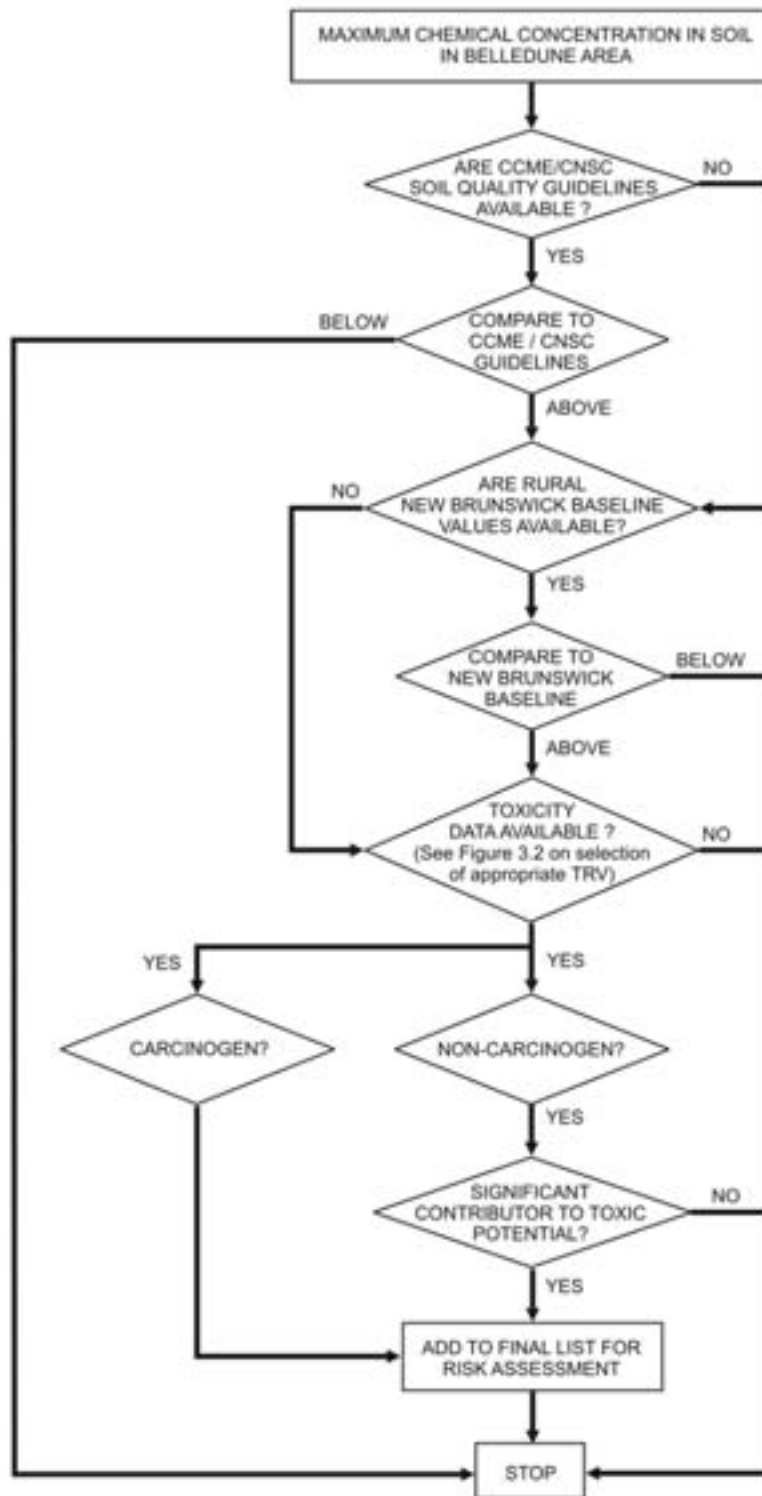 MAXIMUM CHEMICAL CONCENTRATION IN SOIL
IN BELLEDUNE AREA
ARE CCME/CNSC
SOIL QUALITY GUIDELINES
AVAILABLE ?
NO
YES
BELOW
COMPARE TO
CCME / CNSC
GUIDELINES
ABOVE
NO
ARE RURAL
NEW BRUNSWICK BASELINE
VALUES AVAILABLE?
YES
COMPARE TO
NEW BRUNSWICK
BASELINE
BELOW
ABOVE
TOXICITY
DATA AVAILABLE ?
(See Figure 3.2 on selection
of appropriate TRV)
NO
YES
YES
CARCINOGEN?
NON-CARCINOGEN?
YES
SIGNIFICANT
CONTRIBUTOR TO TOXIC
POTENTIAL?
NO
YES
ADD TO FINAL LIST FOR
RISK ASSESSMENT
STOP